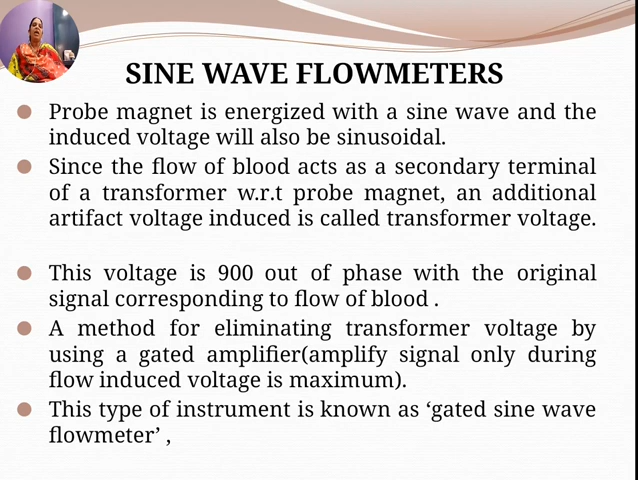 SINE WAVE FLOWMETERS
Probe magnet is energized with a sine wave and the
induced voltage will also be sinusoidal.
Since the flow of blood acts as a secondary terminal
of a transformer w.r.t probe magnet, an additional
artifact voltage induced is called transformer voltage.
This voltage is 900 out of phase with the original
signal corresponding to flow of blood .
A method for eliminating transformer voltage by
using a gated amplifier(amplify signal only during
flow induced voltage is maximum).
This type of instrument is known as ‘gated sine wave
flowmeter’ ,